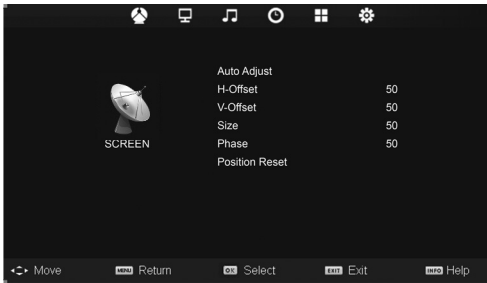 Auto Adjust
H-Offset 50
V-Offset 50
Size 50
Phase 50
Position Reset
SCREEN
Move MENU Return OK Select EXIT Exit INFO Help